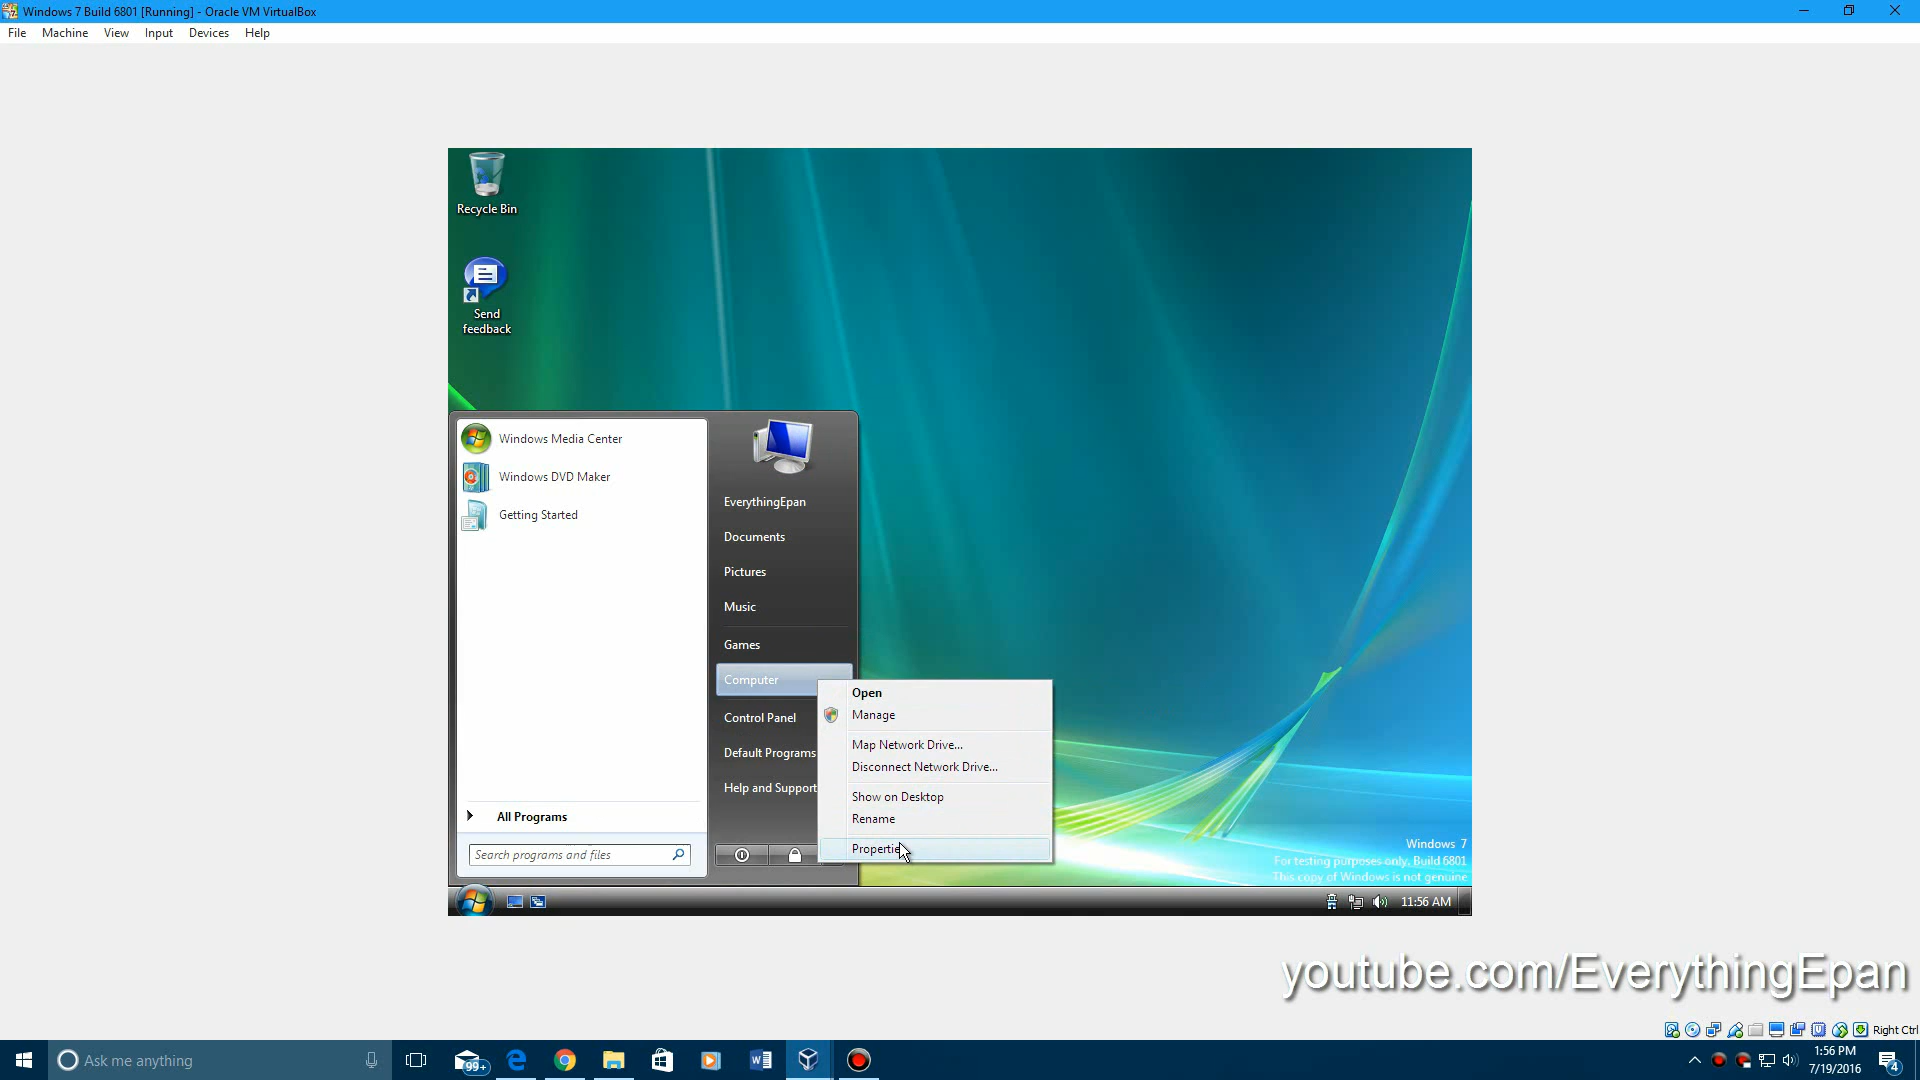 Windows 7 Build 6801 [Running] - Oracle VM VirtualBox
File Machine View Input Devices Help
Recycle Bin
Send
feedback
Windows Media Center
Windows DVD Maker
Getting Started
All Programs
Search programs and files
EverythingEpan
Documents
Pictures
Music
Games
Computer
Control Panel
Default Programs
Help and Support
Open
Manage
Map Network Drive...
Disconnect Network Drive...
Show on Desktop
Rename
Propertie
Windows 7
For testing purposes only. Build 6801
This copy of Windows is not genuine
11:56 AM
youtube.com/EverythingEpan
Right Ctrl
Ask me anything
99+
1:56 PM
7/19/2016
4